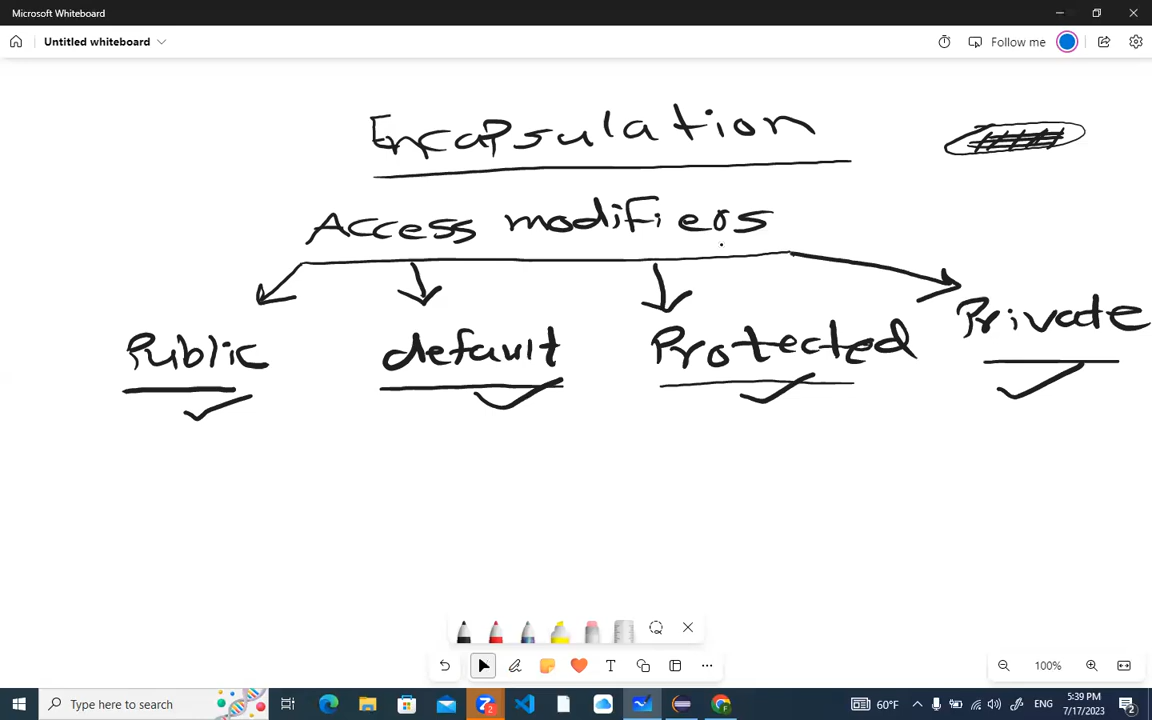 Microsoft Whiteboard
Untitled whiteboard
Follow me
Encapsulation
Access modifiers
Public default Protected Private
100%
Type here to search
60°F
ENG
5:39 PM
7/17/2023